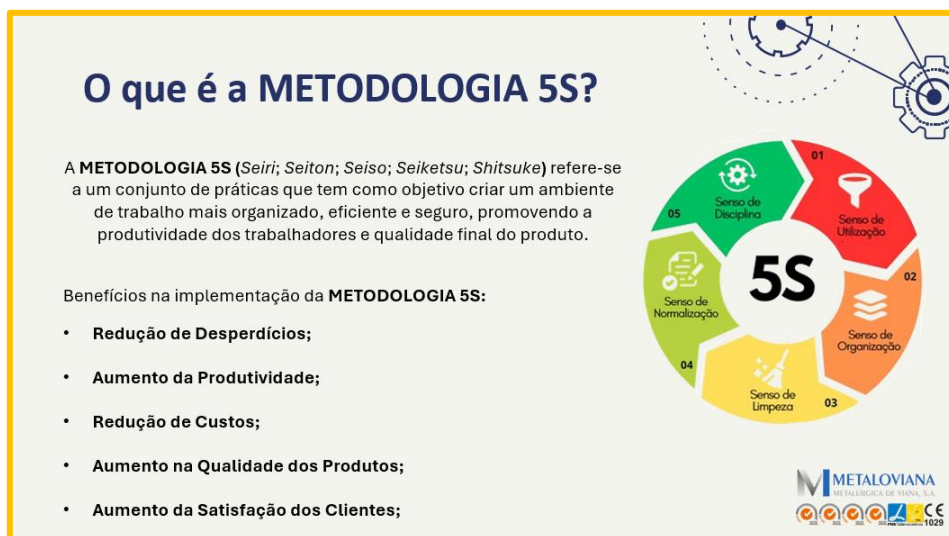 O que é a METODOLOGIA 5S?
A METODOLOGIA 5S (Seiri; Seiton; Seiso; Seiketsu; Shitsuke) refere-se
a um conjunto de práticas que tem como objetivo criar um ambiente
de trabalho mais organizado, eficiente e seguro, promovendo a
produtividade dos trabalhadores e qualidade final do produto.
Benefícios na implementação da METODOLOGIA 5S:
• Redução de Desperdícios;
• Aumento da Produtividade;
• Redução de Custos;
• Aumento na Qualidade dos Produtos;
• Aumento da Satisfação dos Clientes;
5S
01
Senso de
Utilização
02
Senso de
Organização
03
Senso de
Limpeza
04
Senso de
Normalização
05
Senso de
Disciplina
METALOVIANA
METALÚRGICA DE VIANA, S.A.
SGS SGS SGS SGS
CE
1029